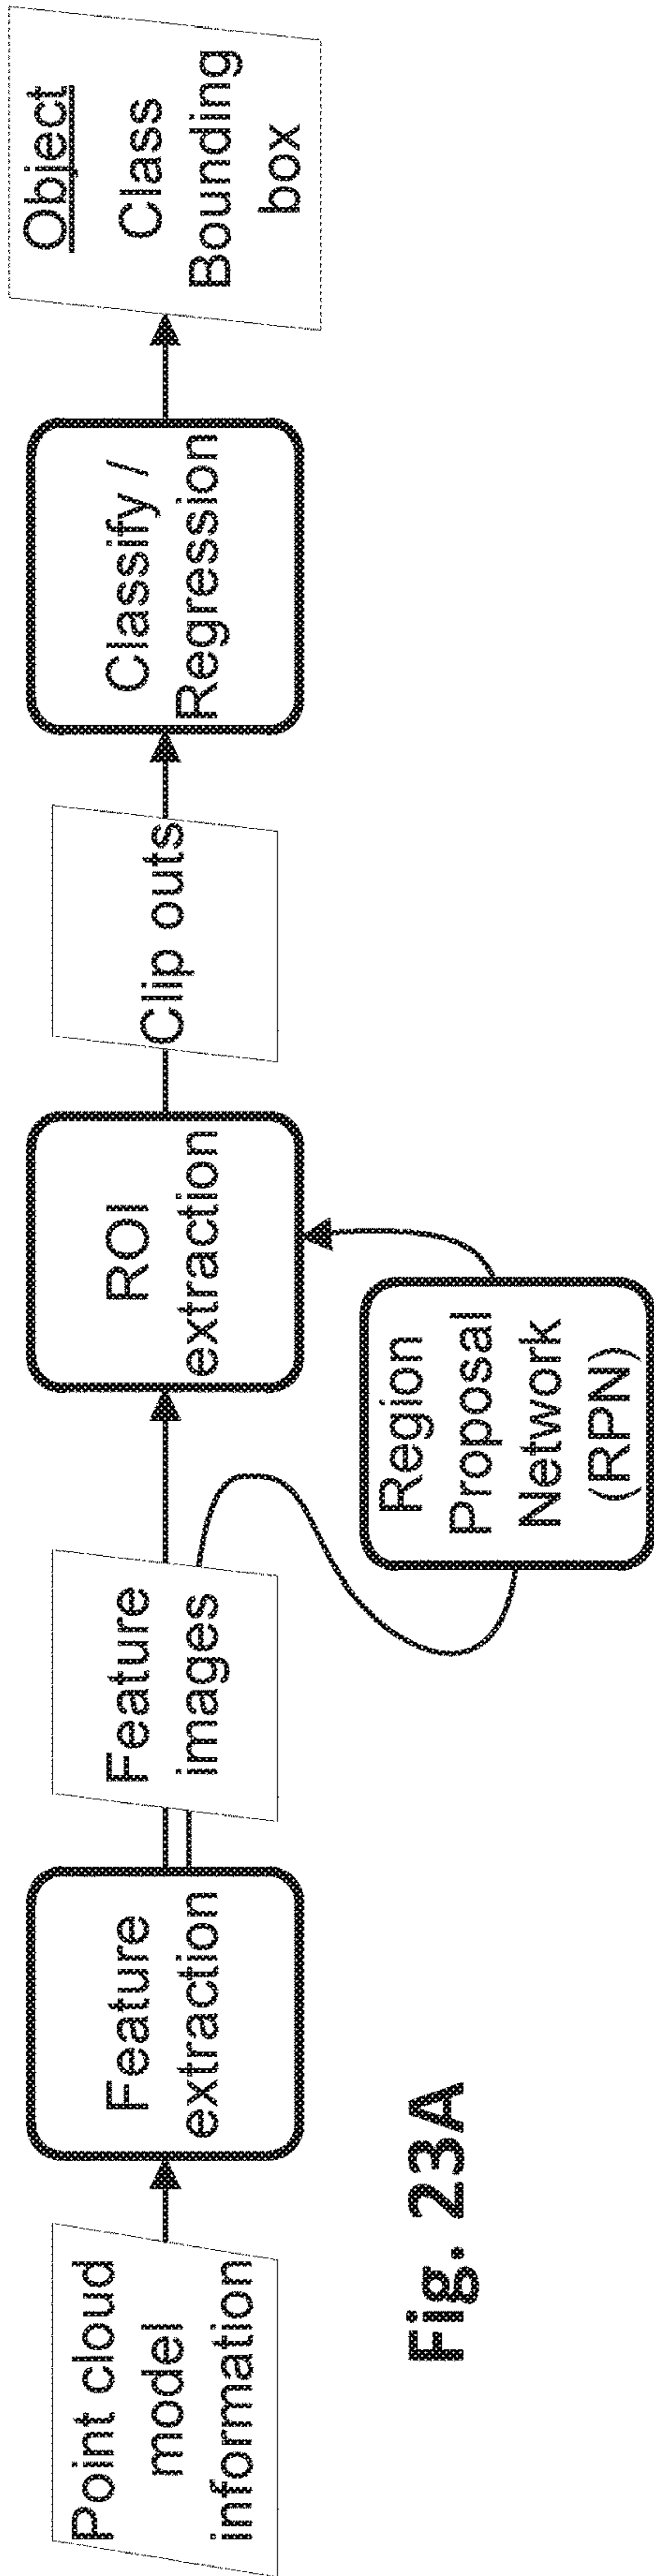 Point cloud
model
information
Feature
extraction
Feature
images
Region
Proposal
Network
(RPN)
ROI
extraction
Clip outs
Classify /
Regression
Object
Class
Bounding
box
Fig. 23A